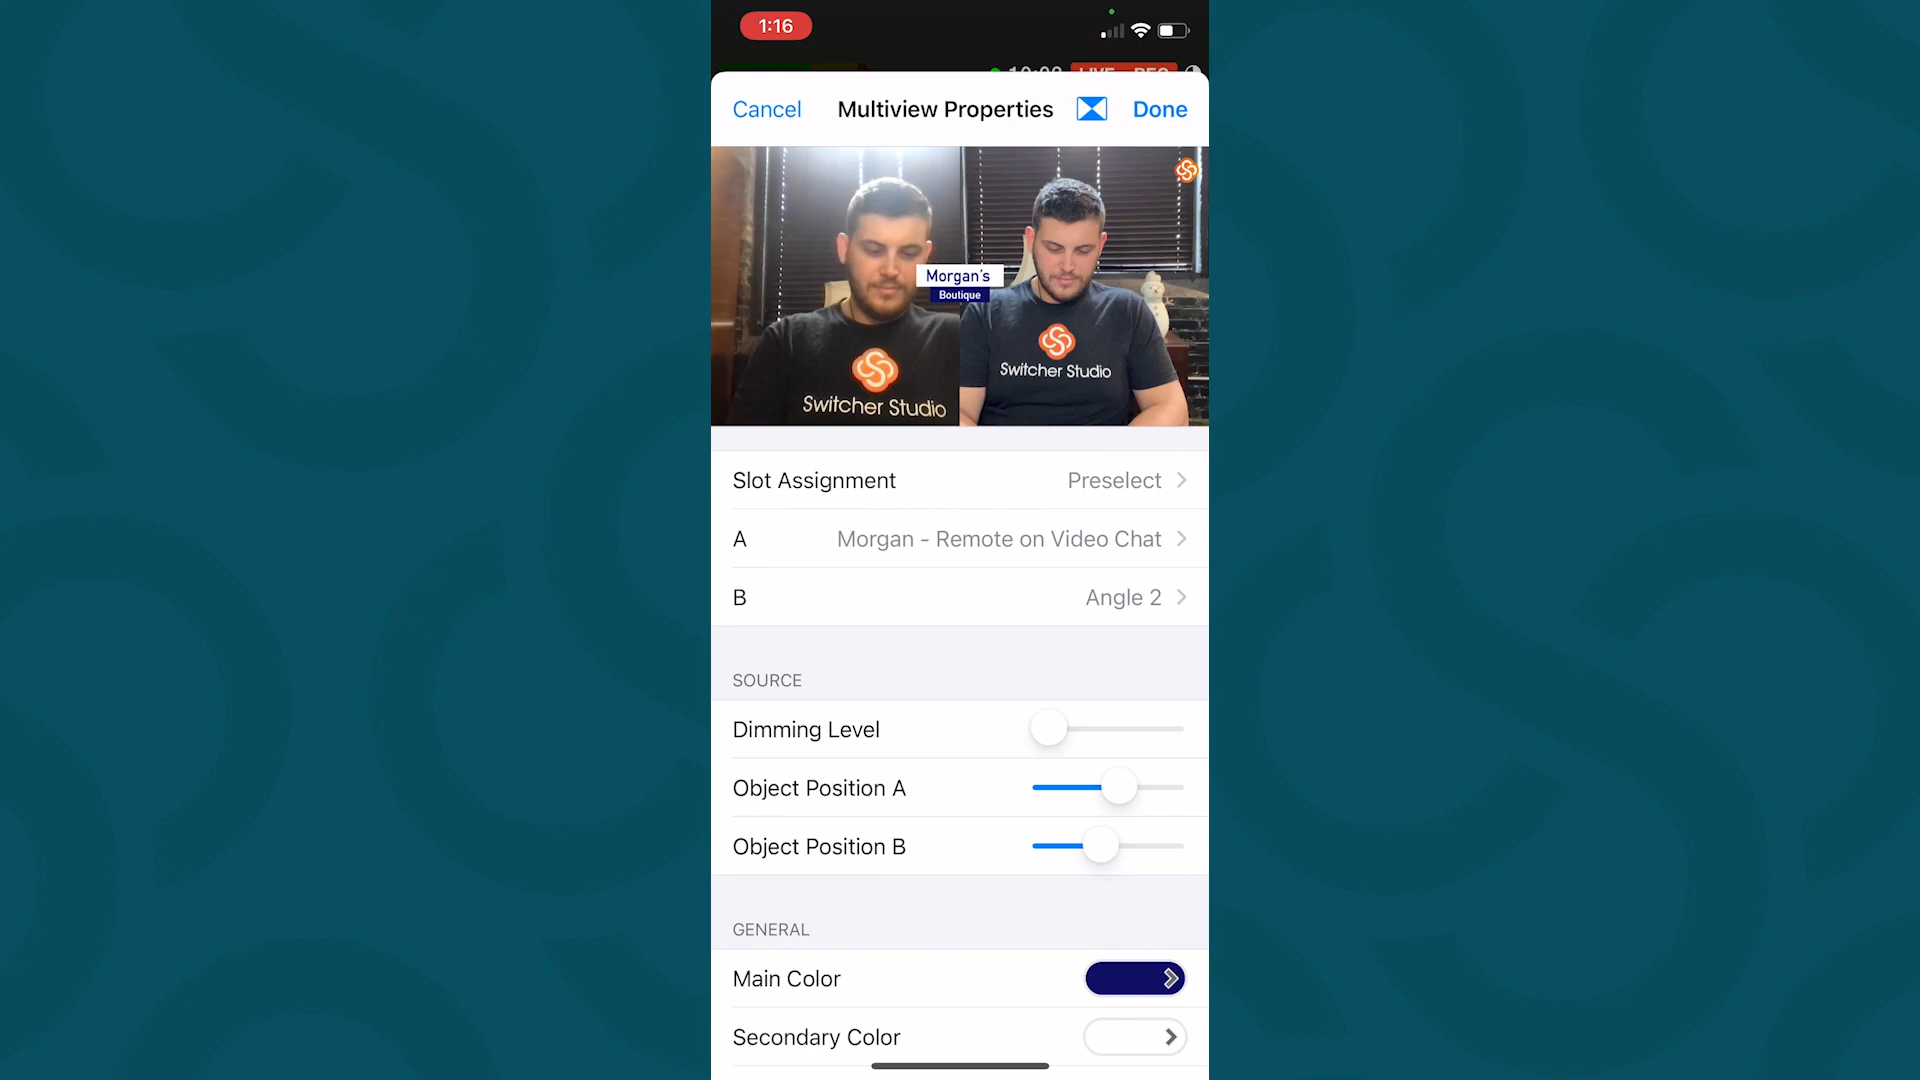 1:16
Cancel
Multiview Properties
Done
Morgan's
Boutique
Switcher Studio
Switcher Studio
Slot Assignment
Preselect
A
Morgan - Remote on Video Chat
B
Angle 2
SOURCE
Dimming Level
Object Position A
Object Position B
GENERAL
Main Color
Secondary Color